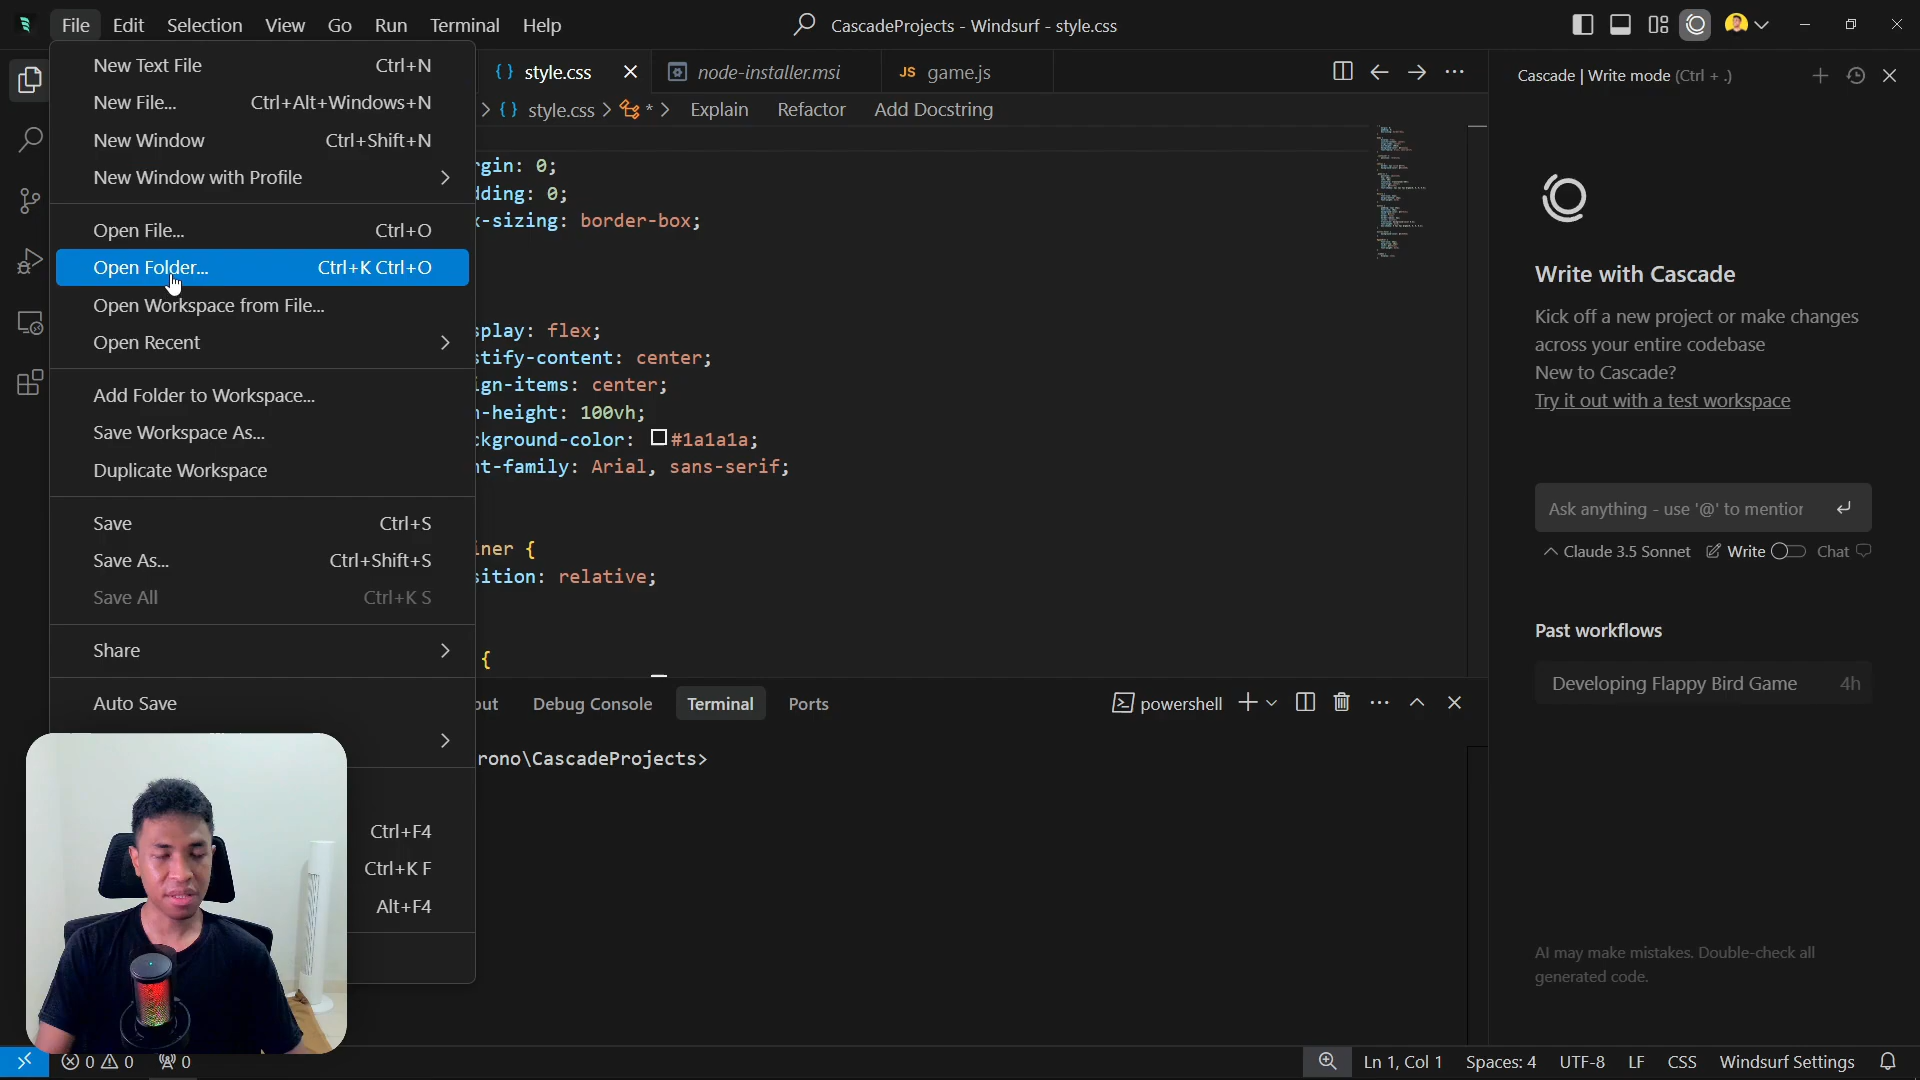 File Edit Selection View Go Run Terminal Help
CascadeProjects - Windsurf - style.css
New Text File Ctrl+N
New File... Ctrl+Alt+Windows+N
New Window Ctrl+Shift+N
New Window with Profile
Open File... Ctrl+O
Open Folder... Ctrl+K Ctrl+O
Open Workspace from File...
Open Recent
Add Folder to Workspace...
Save Workspace As...
Duplicate Workspace
Save Ctrl+S
Save As... Ctrl+Shift+S
Save All Ctrl+K S
Share
Auto Save
Ctrl+F4
Ctrl+K F
Alt+F4
{} style.css node-installer.msi JS game.js
> {} style.css > * > Explain Refactor Add Docstring
rgin: 0;
dding: 0;
x-sizing: border-box;
splay: flex;
stify-content: center;
ign-items: center;
n-height: 100vh;
ckground-color: #1a1a1a;
nt-family: Arial, sans-serif;
iner {
sition: relative;
{
put Debug Console Terminal Ports
powershell
rono\CascadeProjects>
Cascade | Write mode (Ctrl + .)
Write with Cascade
Kick off a new project or make changes
across your entire codebase
New to Cascade?
Try it out with a test workspace
Ask anything - use '@' to mention
Claude 3.5 Sonnet Write Chat
Past workflows
Developing Flappy Bird Game 4h
AI may make mistakes. Double-check all
generated code.
0 0 0
Ln 1, Col 1 Spaces: 4 UTF-8 LF CSS Windsurf Settings